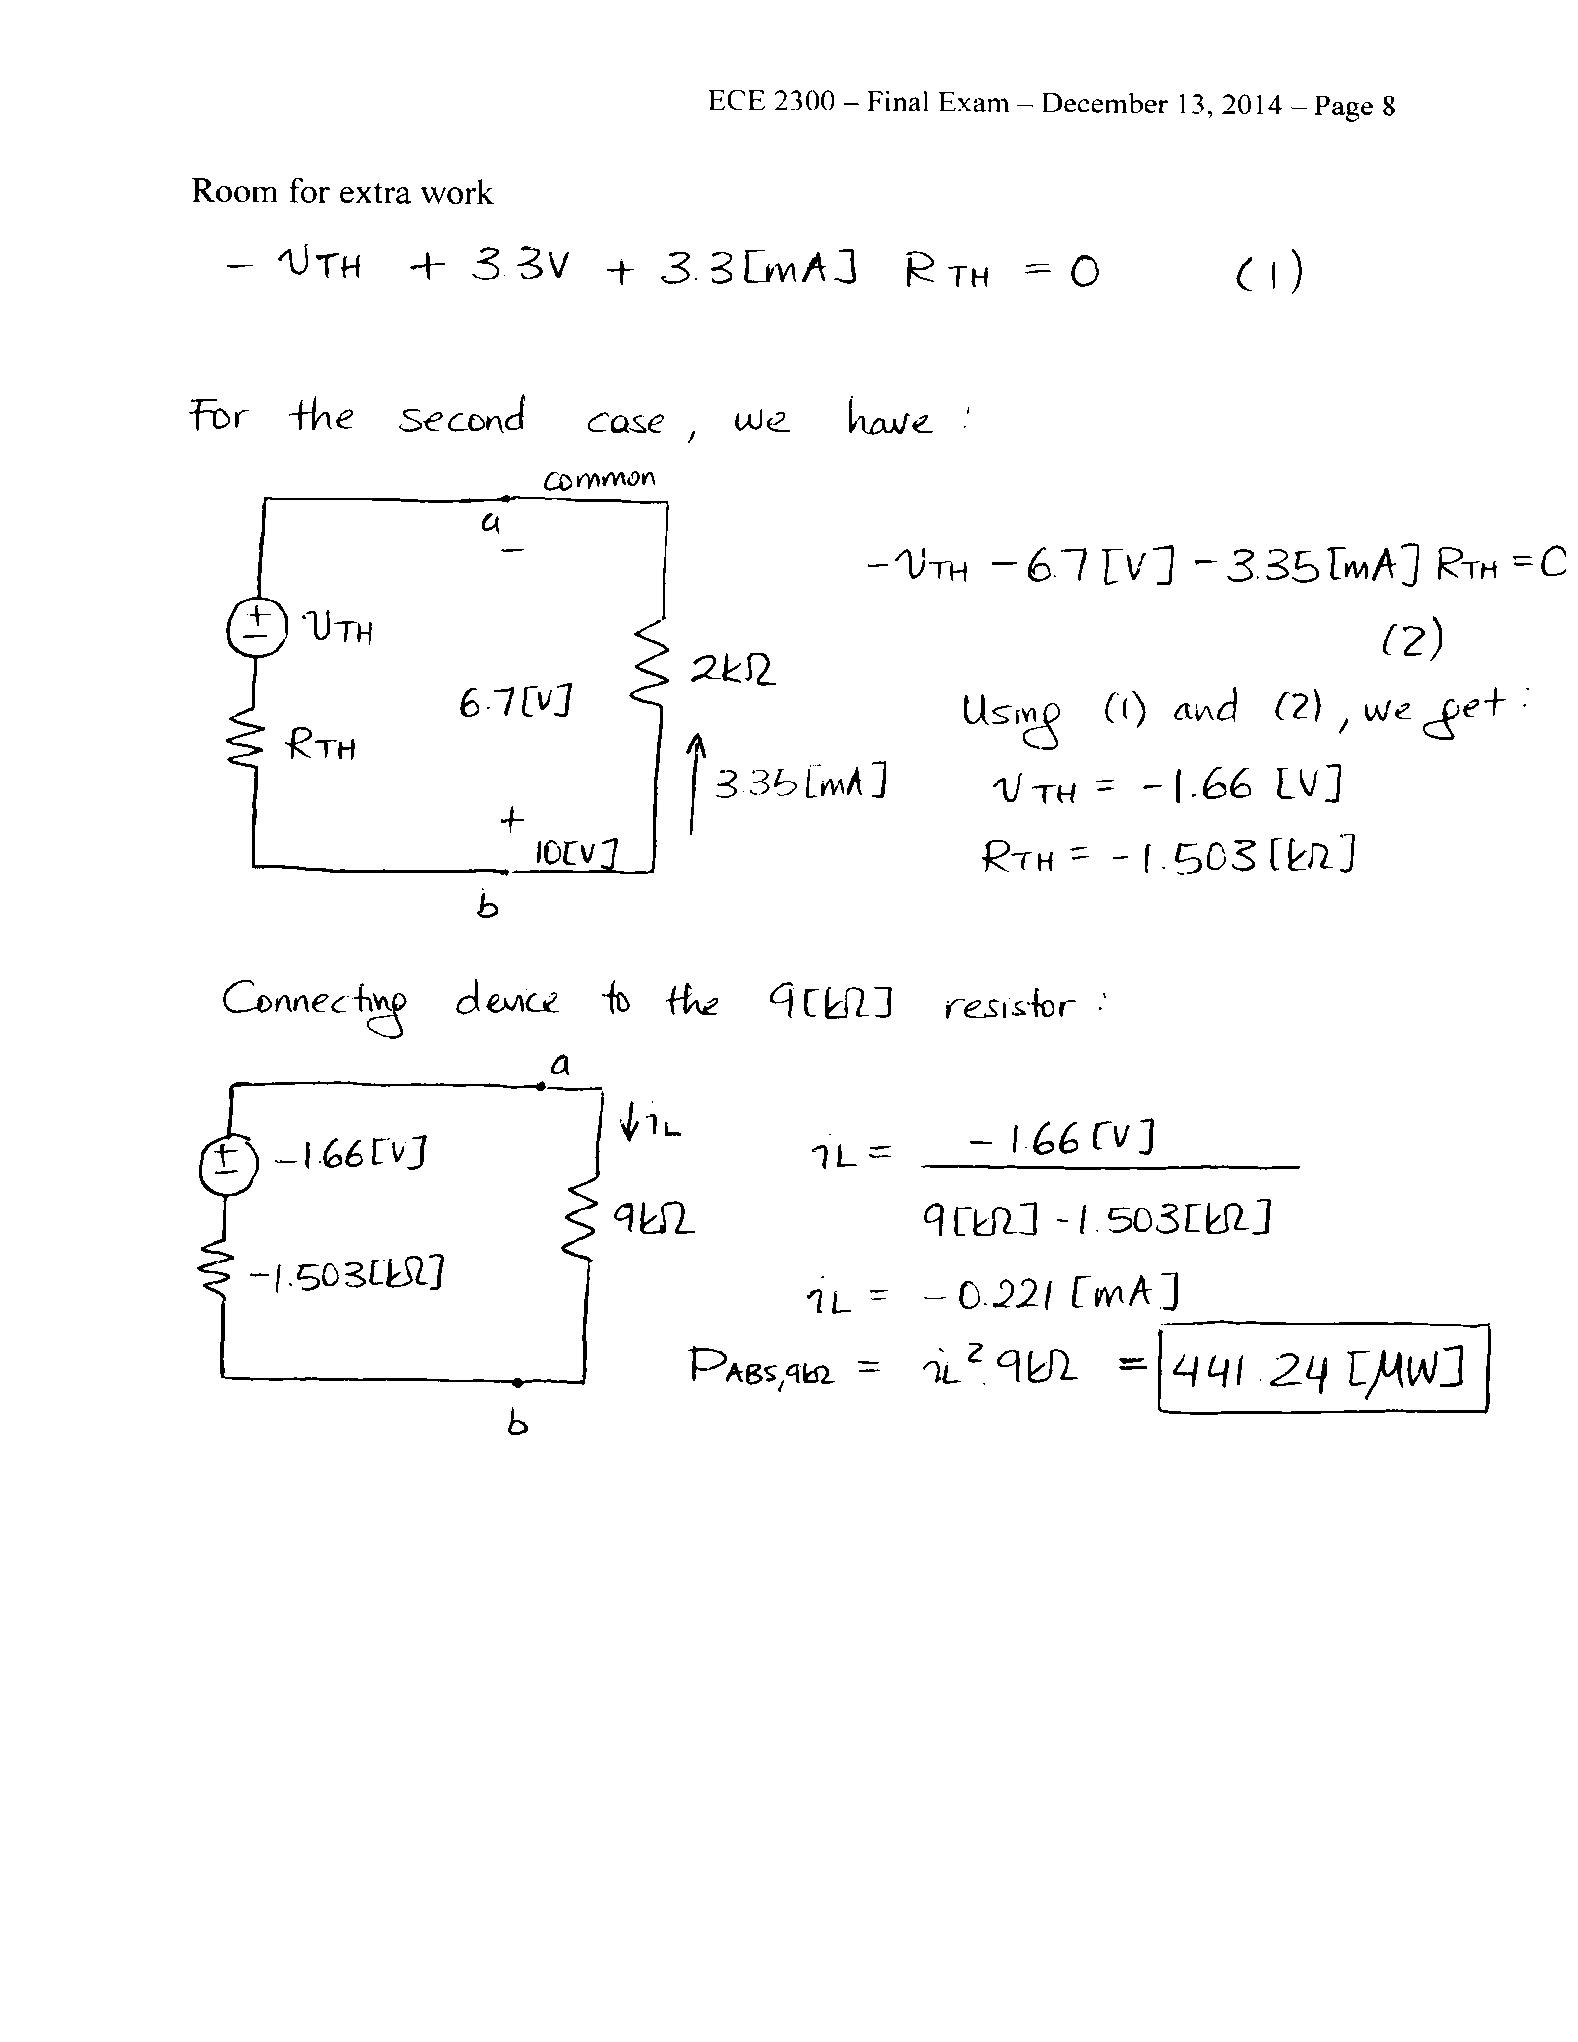 ECE 2300 – Final Exam – December 13, 2014 – Page 8
Room for extra work
- VTH + 3.3V + 3.3[mA] RTH = 0 (1)
For the second case, we have :
common
a
-
-VTH - 6.7[V] - 3.35[mA] RTH = 0
(2)
+
-
VTH
2kΩ
6.7[V]
Using (1) and (2), we get :
RTH
3.35[mA]
VTH = -1.66 [V]
+
10[V]
RTH = -1.503[kΩ]
b
Connecting device to the 9[kΩ] resistor :
a
iL
+
-
-1.66[V]
iL = -1.66[V]
9kΩ
9[kΩ] - 1.503[kΩ]
-1.503[kΩ]
iL = -0.221 [mA]
PABS,9kΩ = iL² 9kΩ = 441.24 [μW]
b